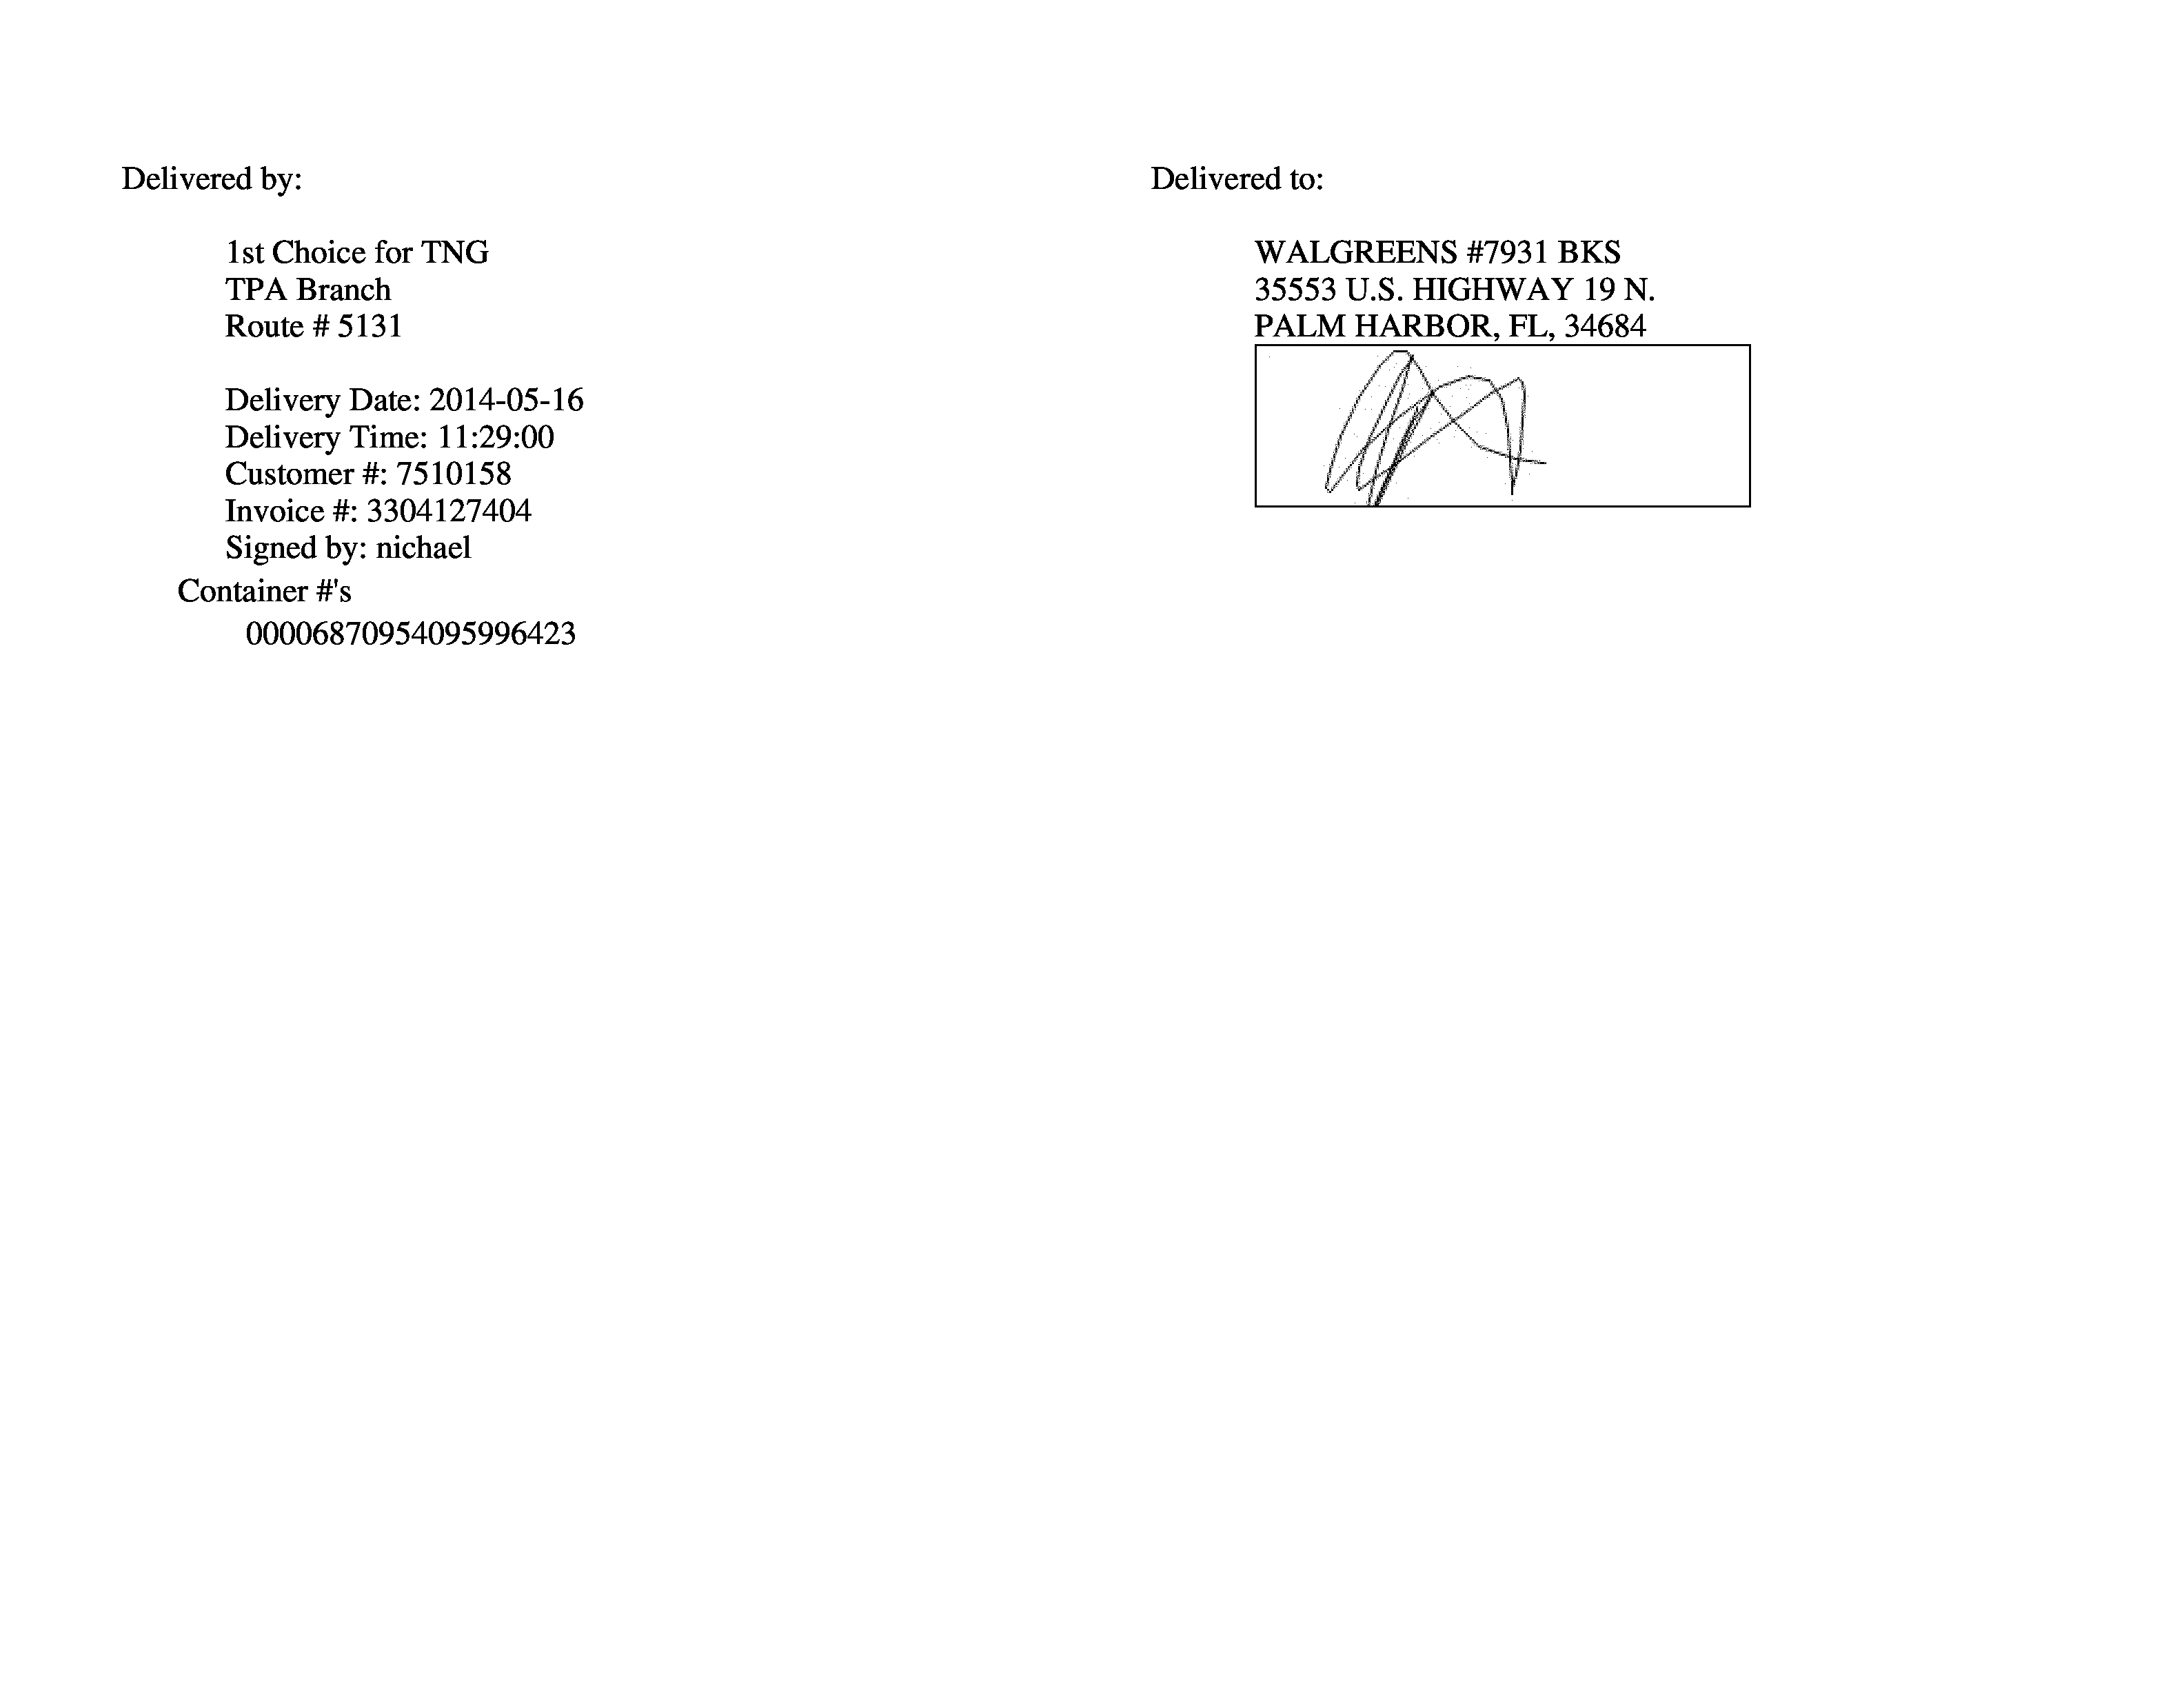 Delivered by:
1st Choice for TNG
TPA Branch
Route # 5131
Delivery Date: 2014-05-16
Delivery Time: 11:29:00
Customer #: 7510158
Invoice #: 3304127404
Signed by: nichael
Container #'s
00006870954095996423
Delivered to:
WALGREENS #7931 BKS
35553 U.S. HIGHWAY 19 N.
PALM HARBOR, FL, 34684